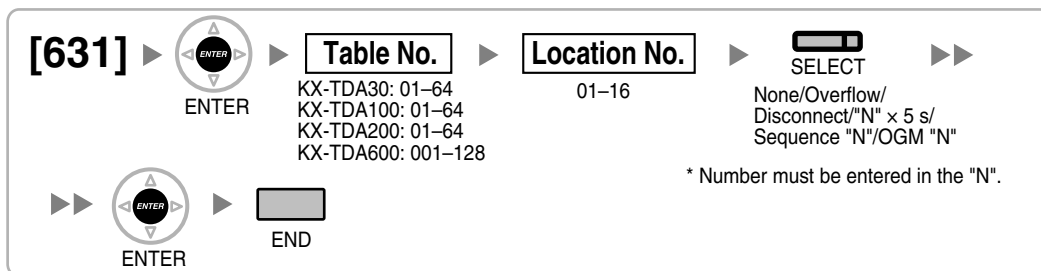 [631] ENTER Table No. Location No.
ENTER
KX-TDA30: 01–64
KX-TDA100: 01–64
KX-TDA200: 01–64
KX-TDA600: 001–128
01–16
SELECT
None/Overflow/
Disconnect/"N" × 5 s/
Sequence "N"/OGM "N"
* Number must be entered in the "N".
ENTER
ENTER
END